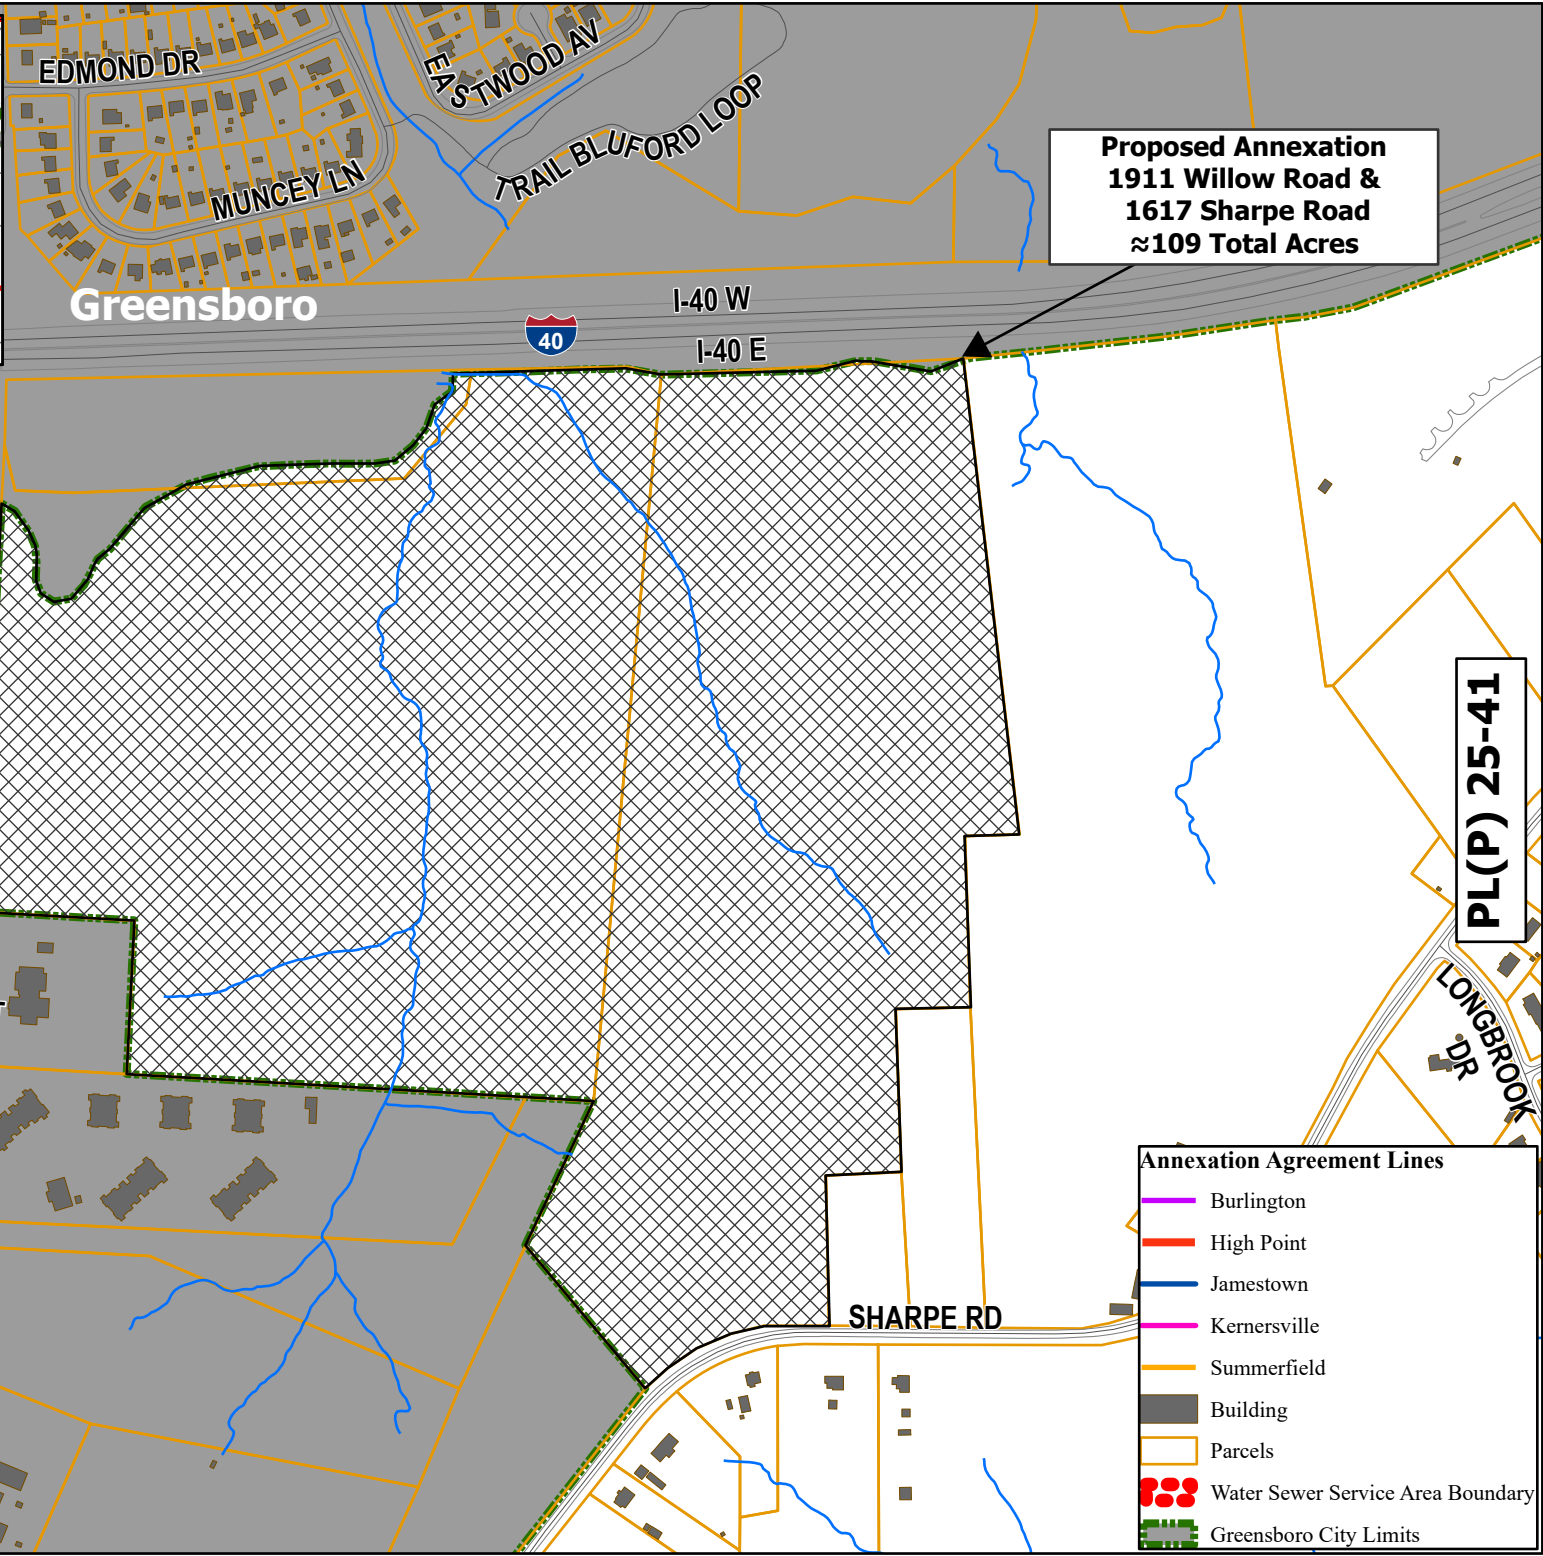 EDMOND DR
EASTWOOD AV
TRAIL BLUFORD LOOP
MUNCEY LN
Proposed Annexation
1911 Willow Road &
1617 Sharpe Road
≈109 Total Acres
Greensboro
I-40 W
40
I-40 E
PL(P) 25-41
LONGBROOK
DR
SHARPE RD
Annexation Agreement Lines
Burlington
High Point
Jamestown
Kernersville
Summerfield
Building
Parcels
Water Sewer Service Area Boundary
Greensboro City Limits